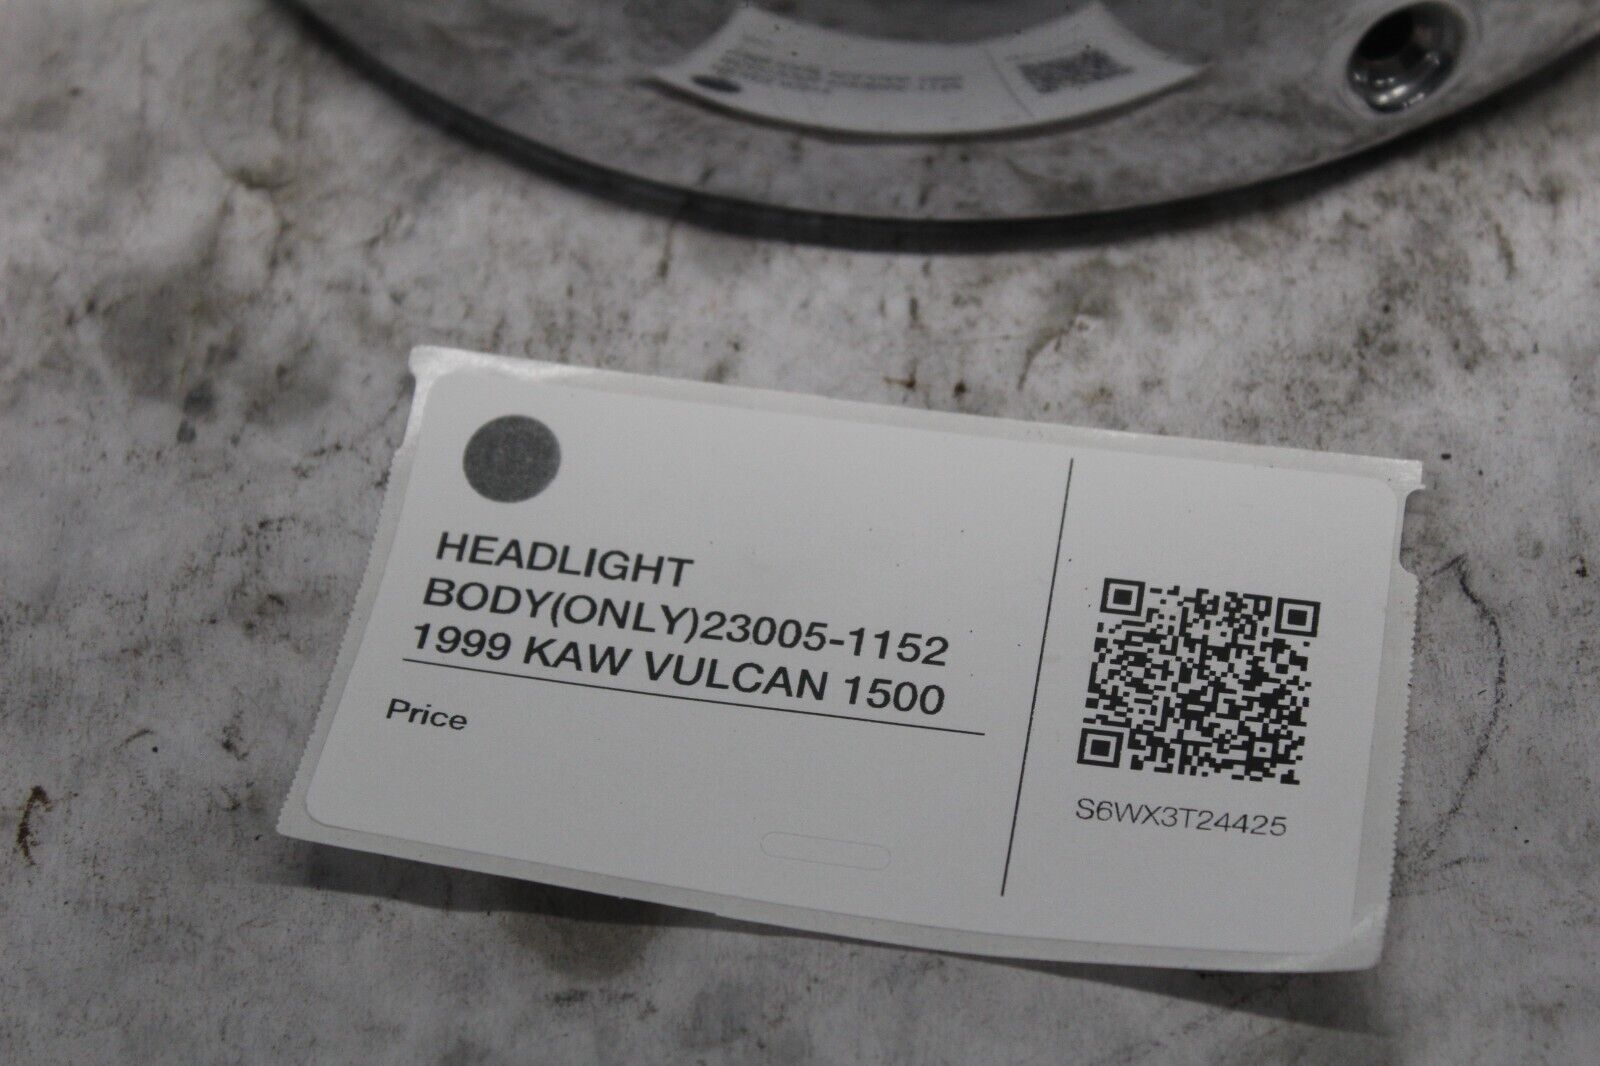 HEADLIGHT
BODY(ONLY)23005-1152
1999 KAW VULCAN 1500
Price
S6WX3T24425